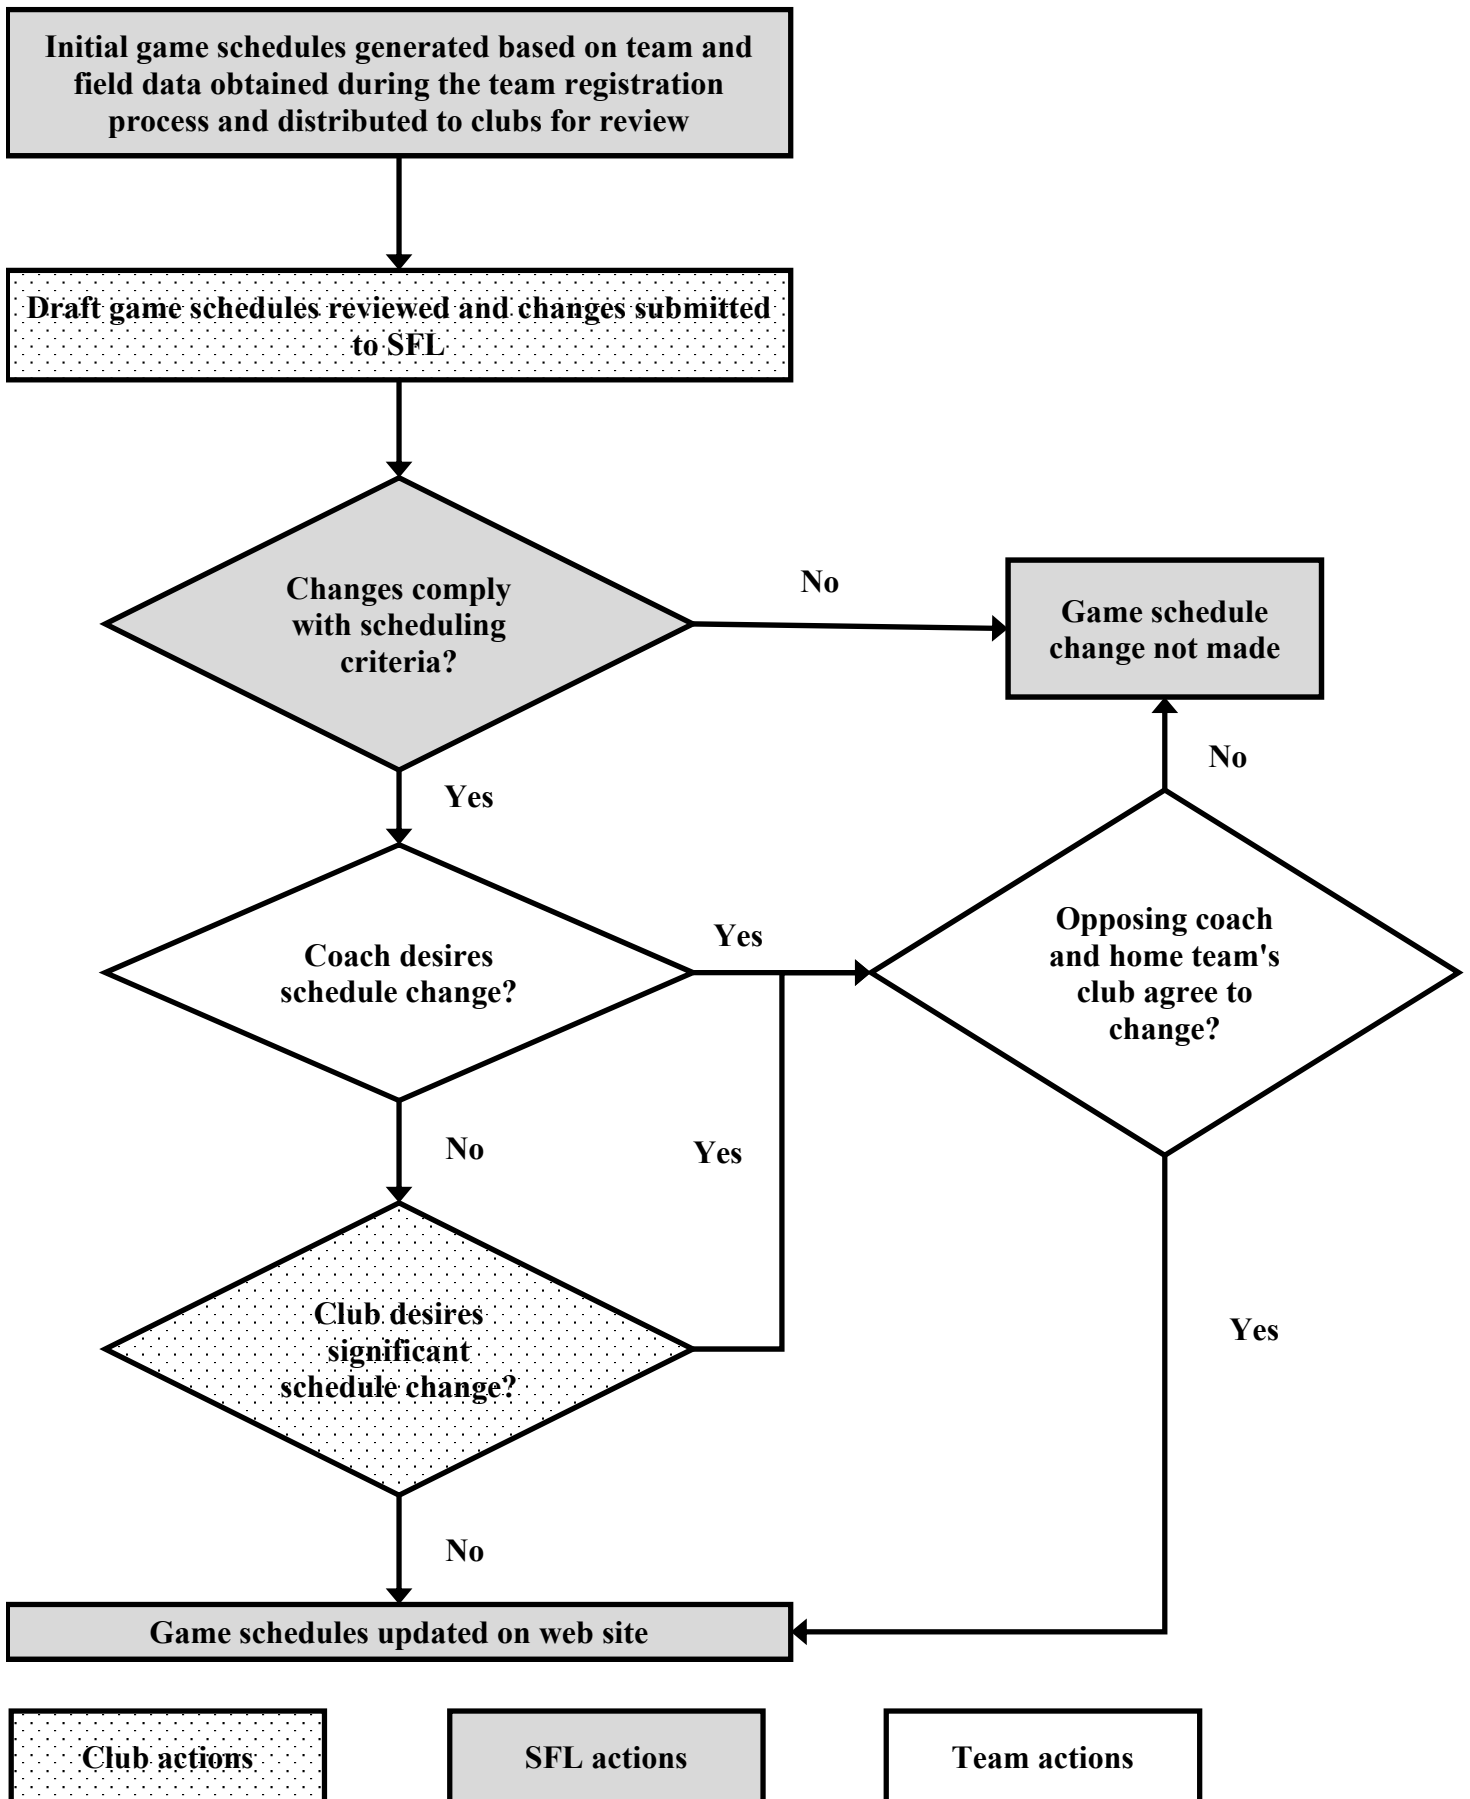 Initial game schedules generated based on team and
field data obtained during the team registration
process and distributed to clubs for review
Draft game schedules reviewed and changes submitted
to SFL
Changes comply
with scheduling
criteria?
No
Game schedule
change not made
Yes
No
Coach desires
schedule change?
Yes
Opposing coach
and home team's
club agree to
change?
No
Yes
Club desires
significant
schedule change?
Yes
No
Game schedules updated on web site
Club actions
SFL actions
Team actions